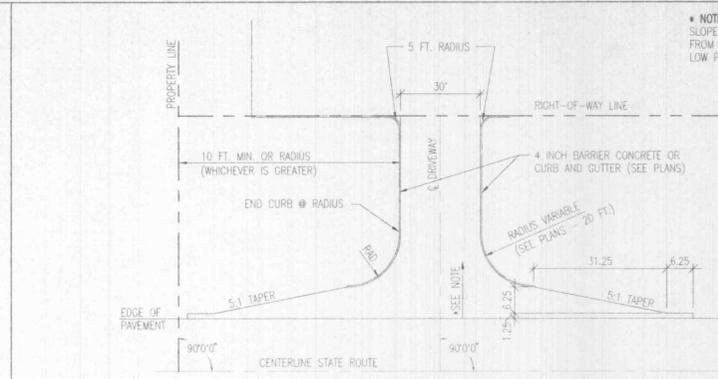 * NOT
SLOPE
FROM
LOW P
PROPERTY LINE
5 FT. RADIUS
30'
RIGHT-OF-WAY LINE
10 FT. MIN. OR RADIUS
(WHICHEVER IS GREATER)
℄ DRIVEWAY
4 INCH BARRIER CONCRETE OR
CURB AND GUTTER (SEE PLANS)
END CURB @ RADIUS
RADIUS VARIABLE
(SEE PLANS - 20 FT.)
RAD.
*SEE NOTE
31.25
6.25
6.25
1.25
5:1 TAPER
5:1 TAPER
EDGE OF
PAVEMENT
90°0'0"
CENTERLINE STATE ROUTE
90°0'0"